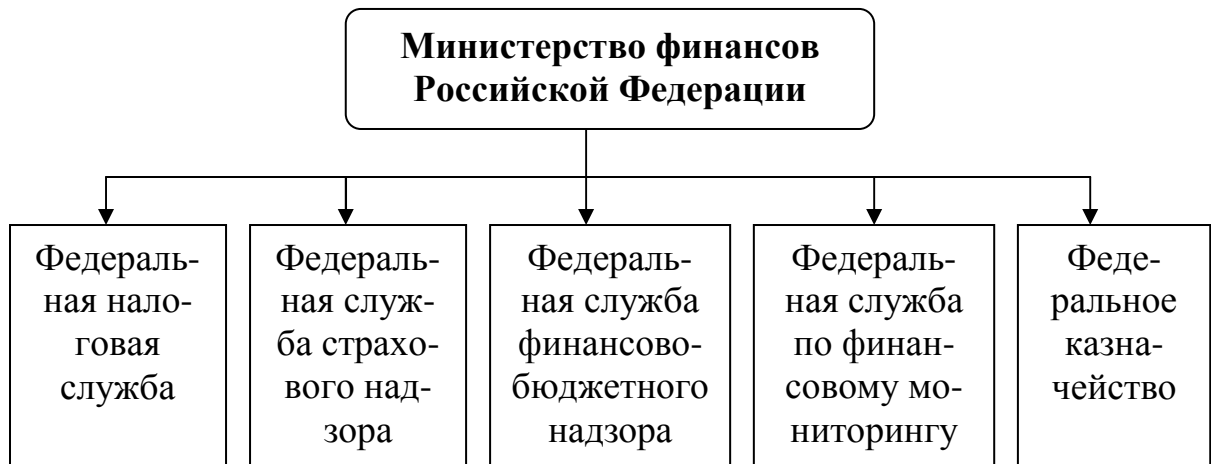 Министерство финансов
Российской Федерации
Федераль-
ная нало-
говая
служба
Федераль-
ная служ-
ба страхо-
вого над-
зора
Федераль-
ная служба
финансово-
бюджетного
надзора
Федераль-
ная служба
по финан-
совому мо-
ниторингу
Феде-
ральное
казна-
чейство